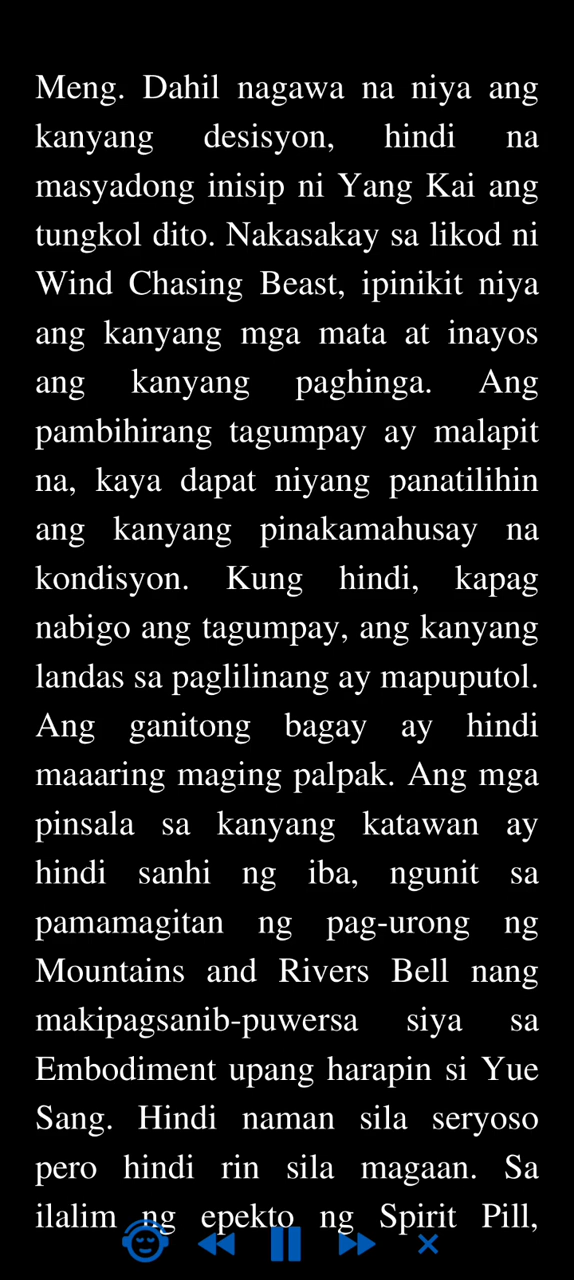 Meng. Dahil nagawa na niya ang
kanyang desisyon, hindi na
masyadong inisip ni Yang Kai ang
tungkol dito. Nakasakay sa likod ni
Wind Chasing Beast, ipinikit niya
ang kanyang mga mata at inayos
ang kanyang paghinga. Ang
pambihirang tagumpay ay malapit
na, kaya dapat niyang panatilihin
ang kanyang pinakamahusay na
kondisyon. Kung hindi, kapag
nabigo ang tagumpay, ang kanyang
landas sa paglilinang ay mapuputol.
Ang ganitong bagay ay hindi
maaaring maging palpak. Ang mga
pinsala sa kanyang katawan ay
hindi sanhi ng iba, ngunit sa
pamamagitan ng pag-urong ng
Mountains and Rivers Bell nang
makipagsanib-puwersa siya sa
Embodiment upang harapin si Yue
Sang. Hindi naman sila seryoso
pero hindi rin sila magaan. Sa
ilalim ng epekto ng Spirit Pill,